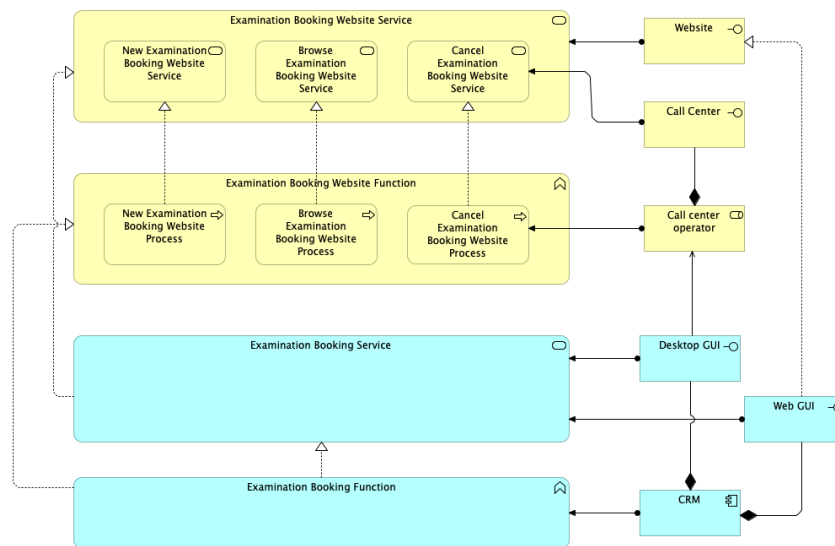 Examination Booking Website Service
Website
New Examination
Booking Website
Service
Browse
Examination
Booking Website
Service
Cancel
Examination
Booking Website
Service
Call Center
Examination Booking Website Function
New Examination
Booking Website
Process
Browse
Examination
Booking Website
Process
Cancel
Examination
Booking Website
Process
Call center
operator
Examination Booking Service
Desktop GUI
Web GUI
Examination Booking Function
CRM